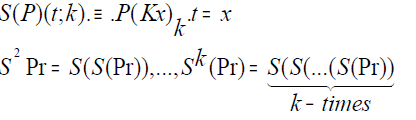 S(P)(t;k).≡ .P(Kx)ₖ.t = x
S² Pr = S(S(Pr)),...,Sᵏ(Pr) = S(S(...(S(Pr))
k - times